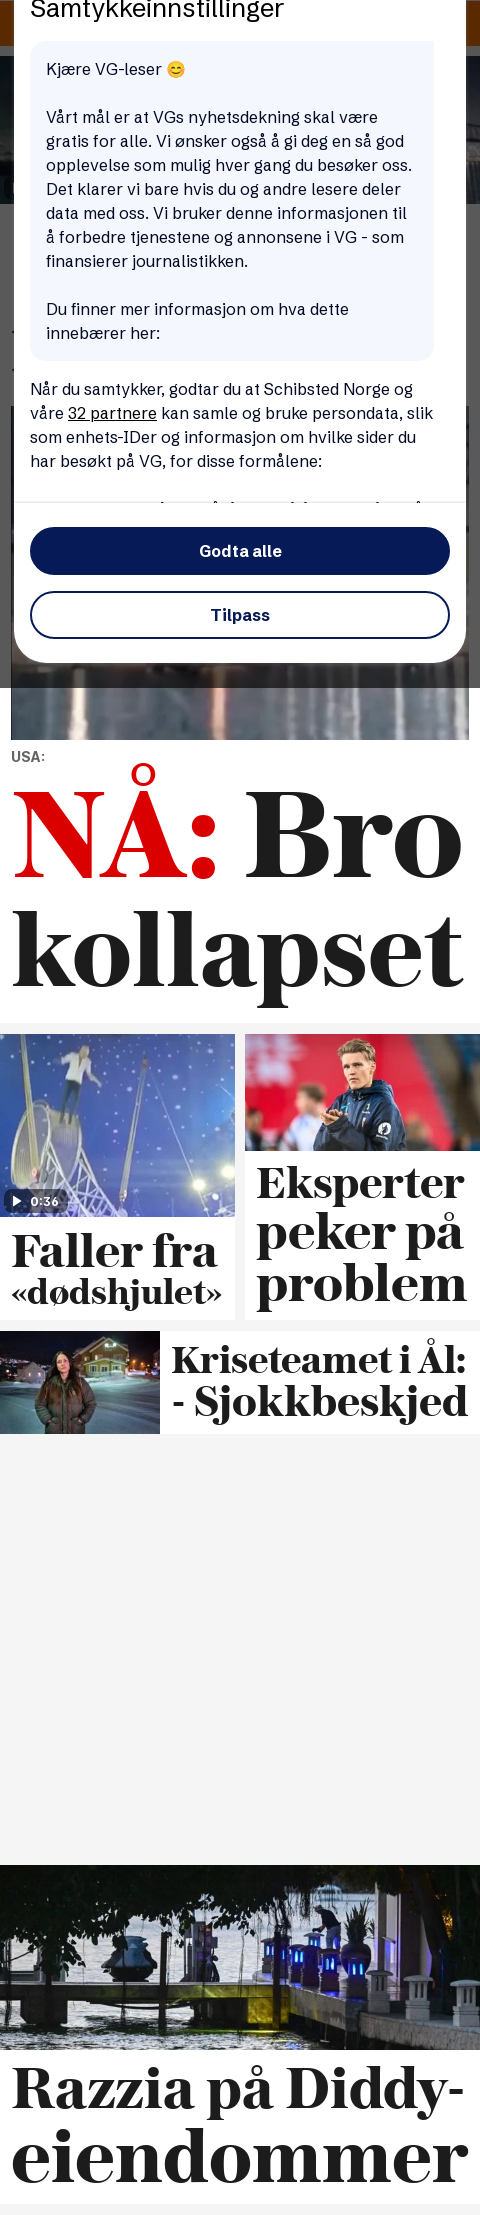 Samtykkeinnstillinger
Kjære VG-leser 😊
Vårt mål er at VGs nyhetsdekning skal være
gratis for alle. Vi ønsker også å gi deg en så god
opplevelse som mulig hver gang du besøker oss.
Det klarer vi bare hvis du og andre lesere deler
data med oss. Vi bruker denne informasjonen til
å forbedre tjenestene og annonsene i VG - som
finansierer journalistikken.
Du finner mer informasjon om hva dette
innebærer her:
Når du samtykker, godtar du at Schibsted Norge og
våre 32 partnere kan samle og bruke persondata, slik
som enhets-IDer og informasjon om hvilke sider du
har besøkt på VG, for disse formålene:
Godta alle
Tilpass
USA:
NÅ: Bro
kollapset
0:36
Faller fra
«dødshjulet»
Eksperter
peker på
problem
Kriseteamet i Ål:
- Sjokkbeskjed
Razzia på Diddy-
eiendommer